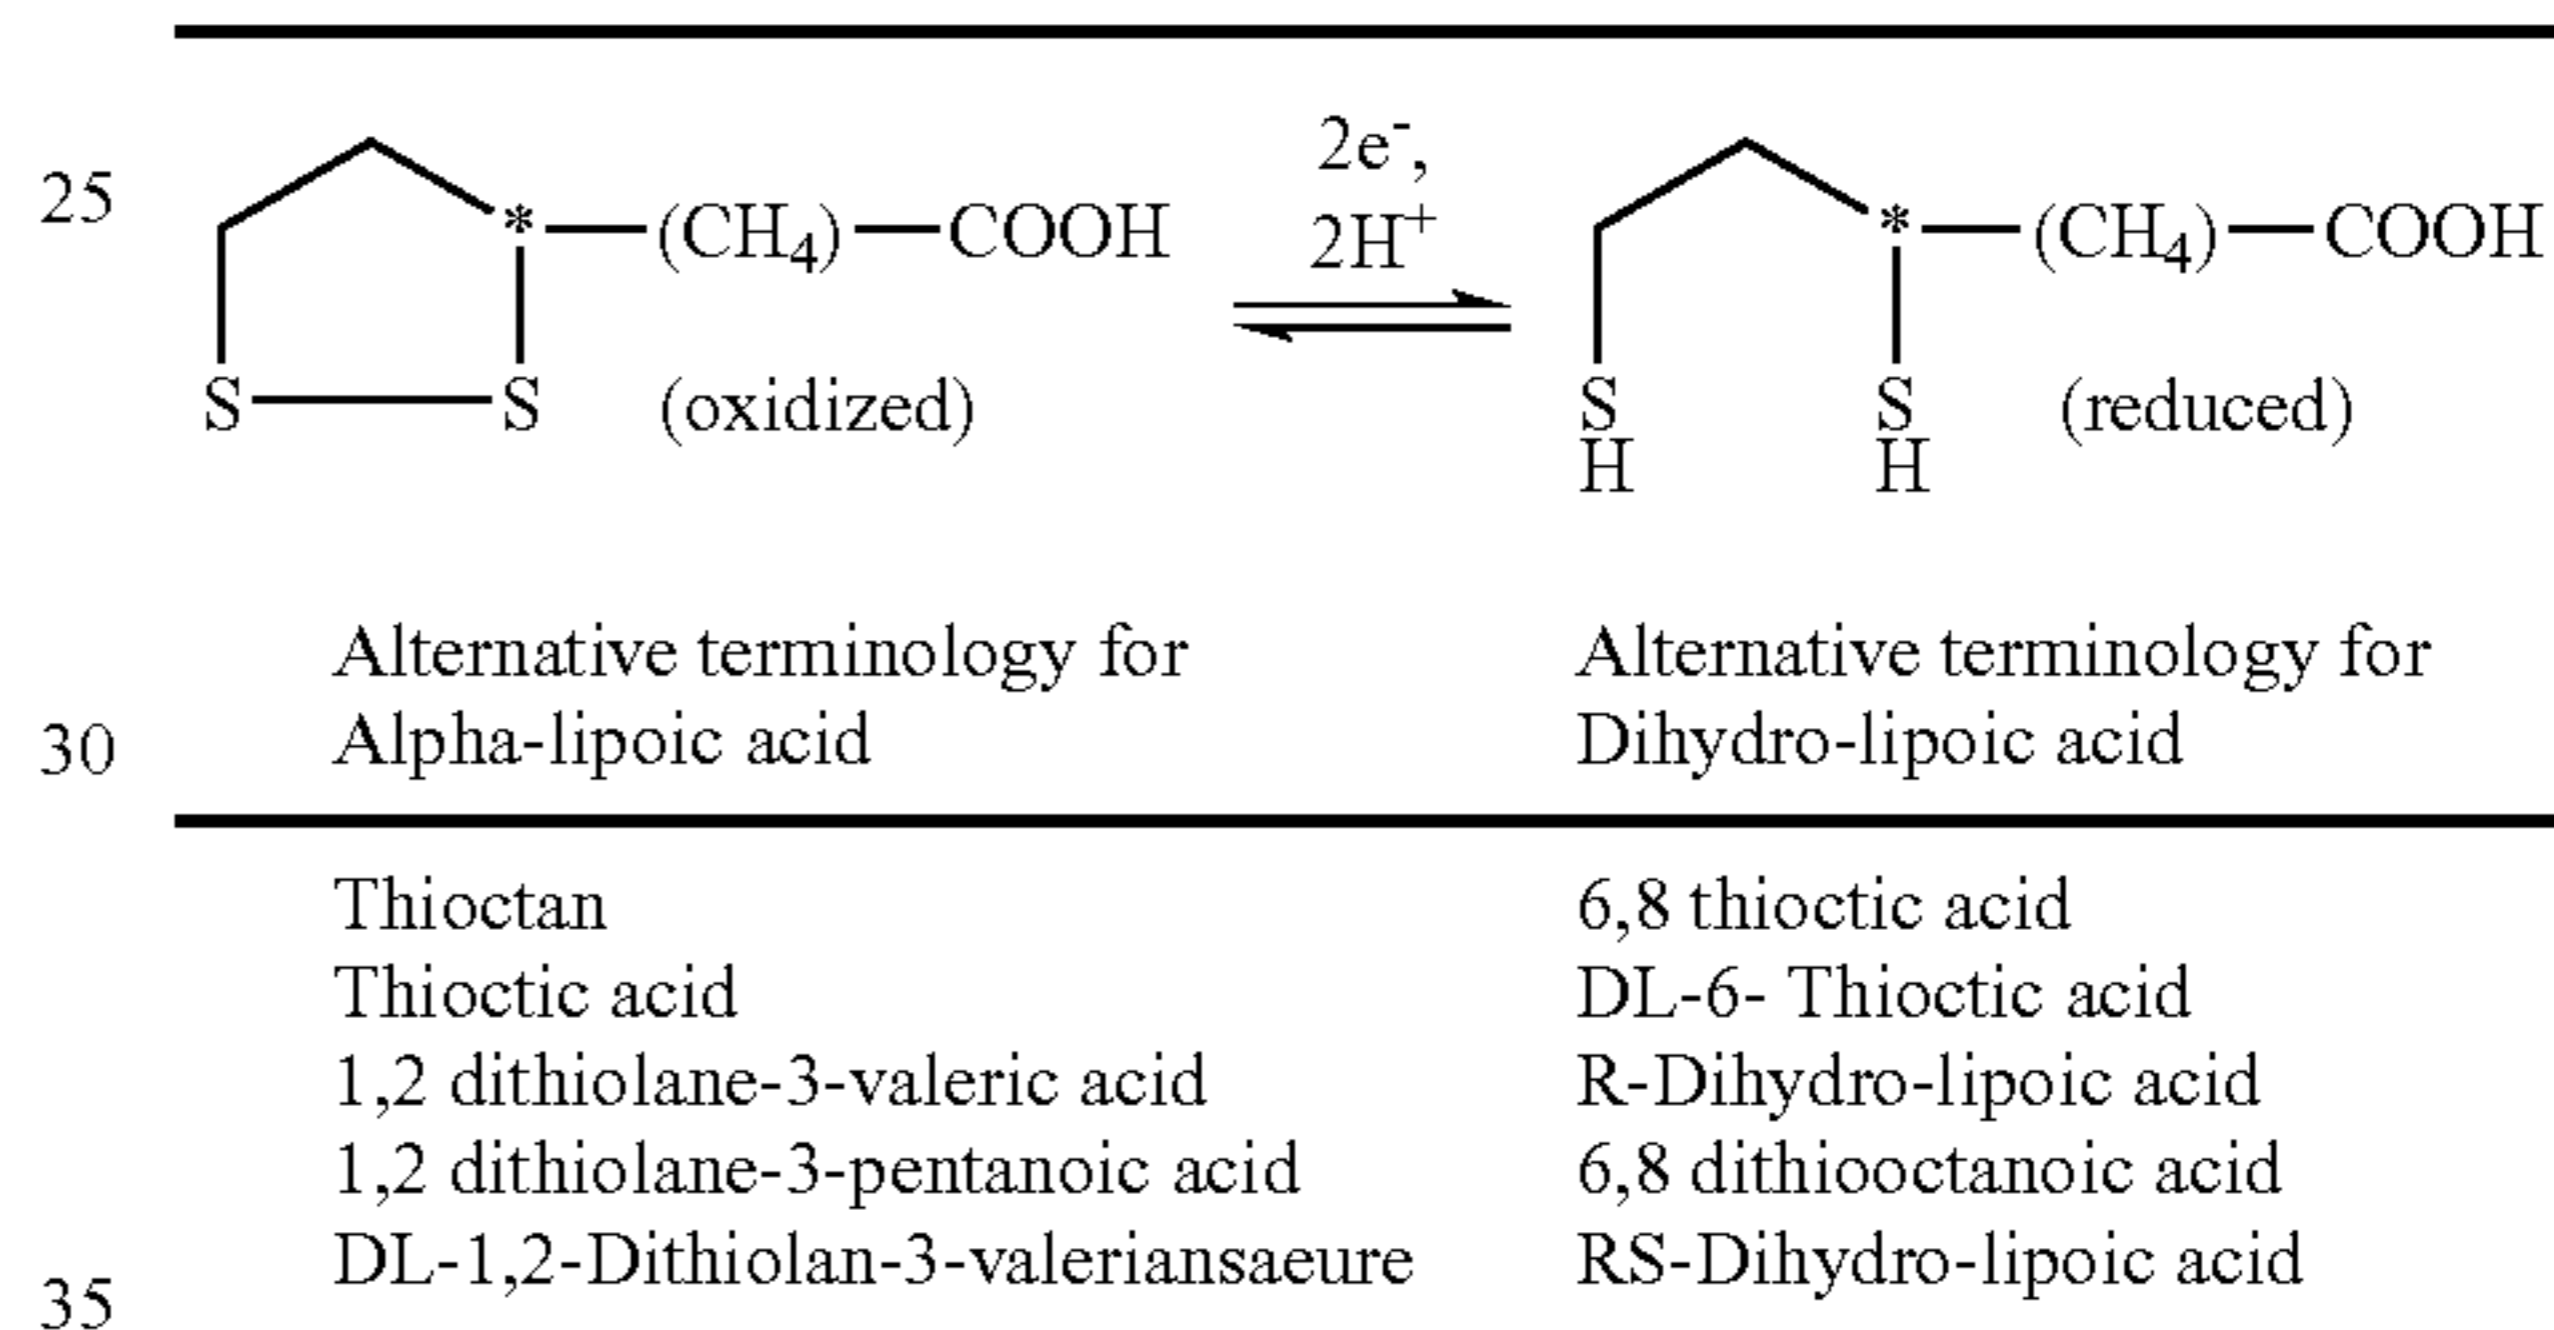 2e⁻,
25 * (CH₄) COOH 2H⁺ * (CH₄) COOH
S S (oxidized) S S (reduced)
H H
Alternative terminology for Alternative terminology for
30 Alpha-lipoic acid Dihydro-lipoic acid
Thioctan 6,8 thioctic acid
Thioctic acid DL-6- Thioctic acid
1,2 dithiolane-3-valeric acid R-Dihydro-lipoic acid
1,2 dithiolane-3-pentanoic acid 6,8 dithiooctanoic acid
DL-1,2-Dithiolan-3-valeriansaeure RS-Dihydro-lipoic acid
35